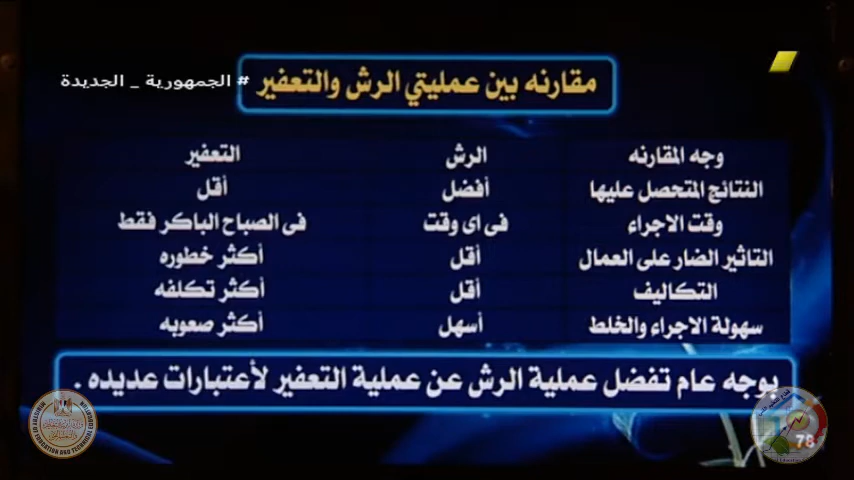 # الجمهورية _ الجديدة
مقارنه بين عمليتي الرش والتعفير
وجه المقارنه الرش التعفير
النتائج المتحصل عليها أفضل أقل
وقت الاجراء فى اى وقت فى الصباح الباكر فقط
التاثير الضار على العمال أقل أكثر خطوره
التكاليف أقل أكثر تكلفه
سهولة الاجراء والخلط أسهل أكثر صعوبه
بوجه عام تفضل عملية الرش عن عملية التعفير لأعتبارات عديده .
78